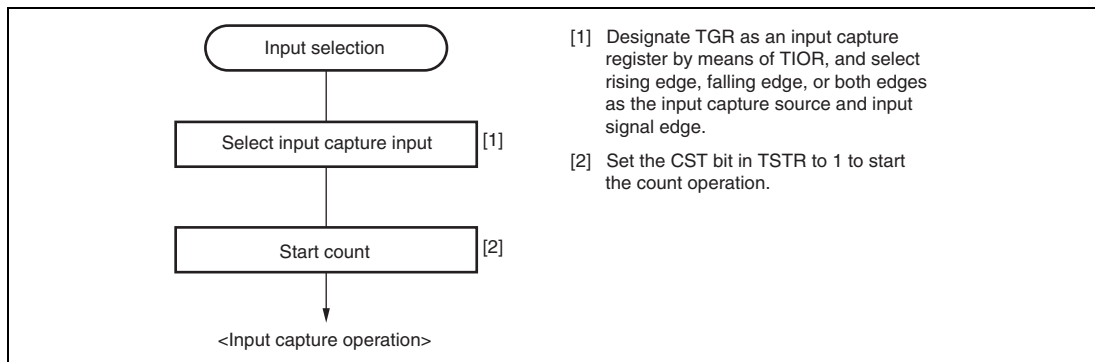 Input selection
Select input capture input
[1]
Start count
[2]
<Input capture operation>
[1] Designate TGR as an input capture
register by means of TIOR, and select
rising edge, falling edge, or both edges
as the input capture source and input
signal edge.
[2] Set the CST bit in TSTR to 1 to start
the count operation.